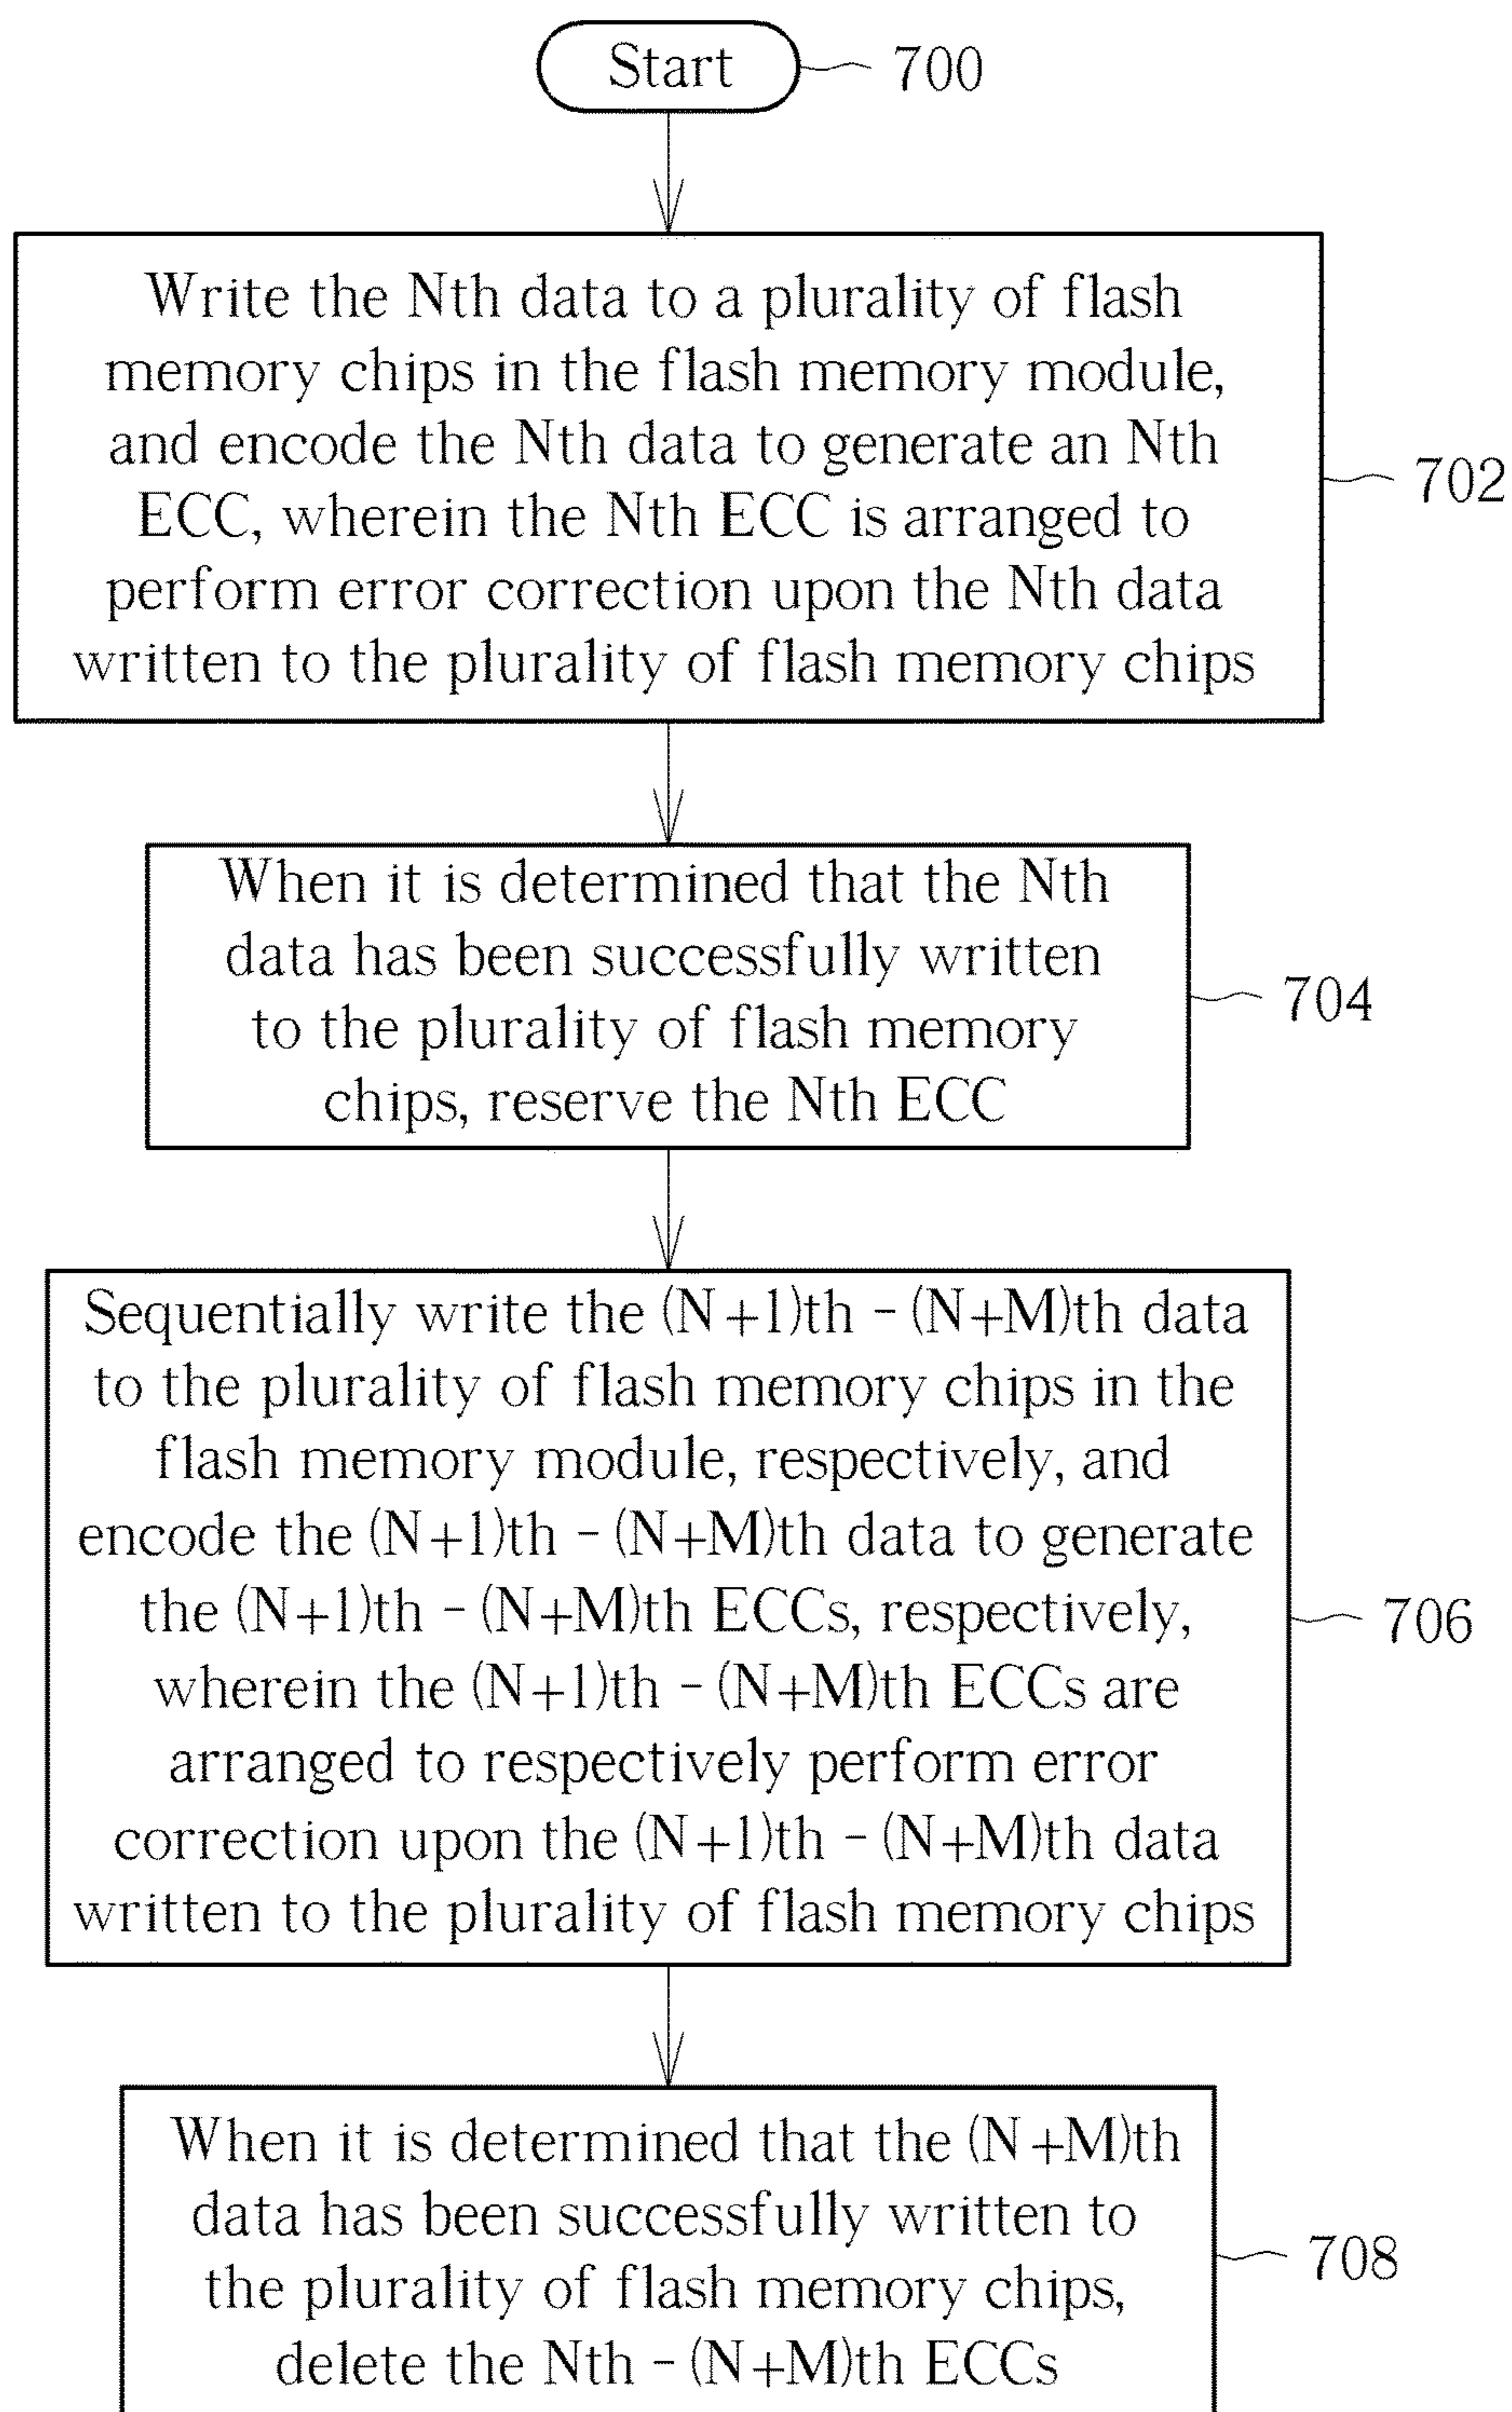 Start
700
Write the Nth data to a plurality of flash
memory chips in the flash memory module,
and encode the Nth data to generate an Nth
ECC, wherein the Nth ECC is arranged to
perform error correction upon the Nth data
written to the plurality of flash memory chips
702
When it is determined that the Nth
data has been successfully written
to the plurality of flash memory
chips, reserve the Nth ECC
704
Sequentially write the (N+1)th - (N+M)th data
to the plurality of flash memory chips in the
flash memory module, respectively, and
encode the (N+1)th - (N+M)th data to generate
the (N+1)th - (N+M)th ECCs, respectively,
wherein the (N+1)th - (N+M)th ECCs are
arranged to respectively perform error
correction upon the (N+1)th - (N+M)th data
written to the plurality of flash memory chips
706
When it is determined that the (N+M)th
data has been successfully written to
the plurality of flash memory chips,
delete the Nth - (N+M)th ECCs
708